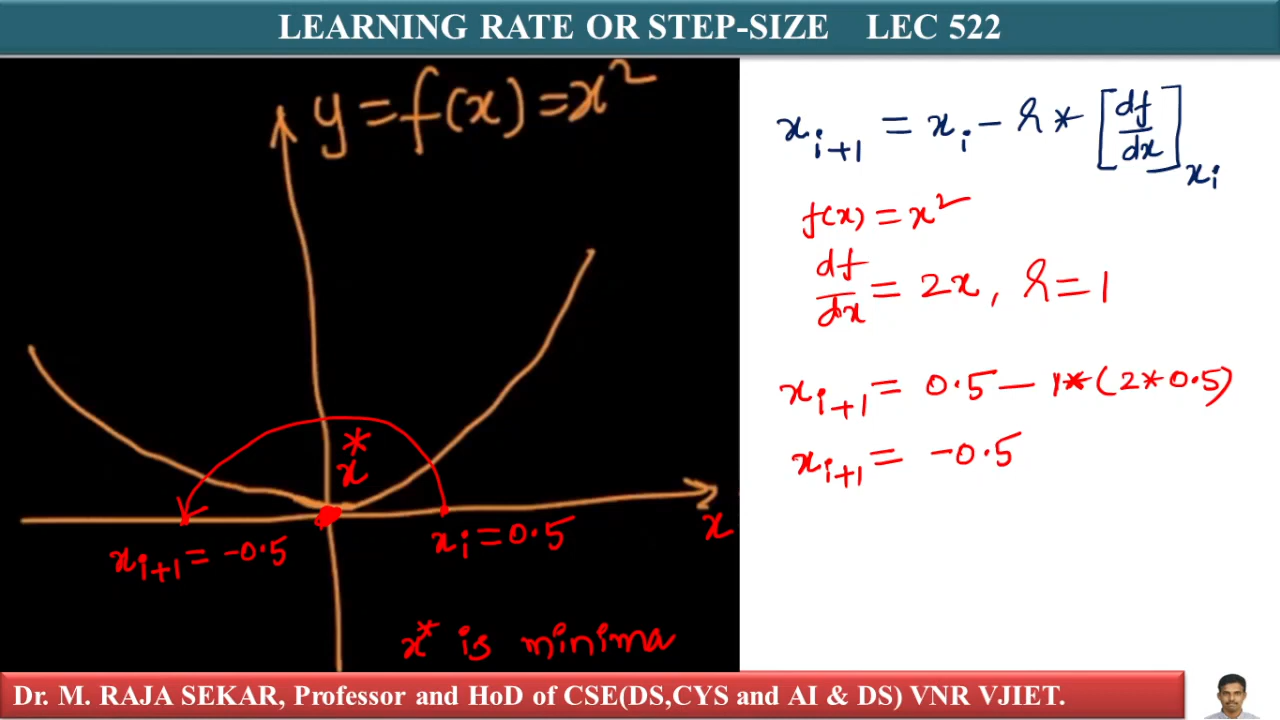 LEARNING RATE OR STEP-SIZE LEC 522
y = f(x) = x²
x*
xᵢ₊₁ = -0.5
xᵢ = 0.5
x
x* is minima
xᵢ₊₁ = xᵢ - r * [df/dx]xᵢ
f(x) = x²
df/dx = 2x, r = 1
xᵢ₊₁ = 0.5 - 1*(2*0.5)
xᵢ₊₁ = -0.5
Dr. M. RAJA SEKAR, Professor and HoD of CSE(DS,CYS and AI & DS) VNR VJIET.